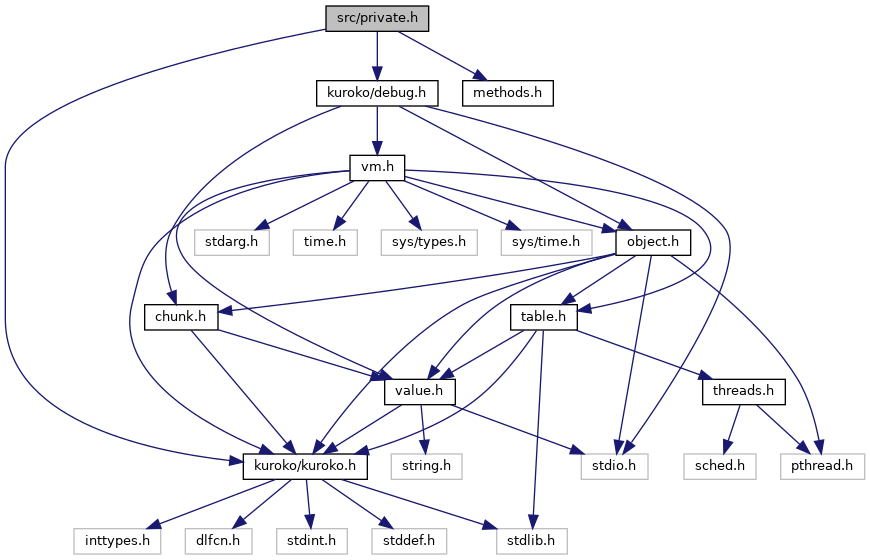 src/private.h
kuroko/debug.h
methods.h
vm.h
stdarg.h
time.h
sys/types.h
sys/time.h
object.h
chunk.h
table.h
value.h
threads.h
kuroko/kuroko.h
string.h
stdio.h
sched.h
pthread.h
inttypes.h
dlfcn.h
stdint.h
stddef.h
stdlib.h